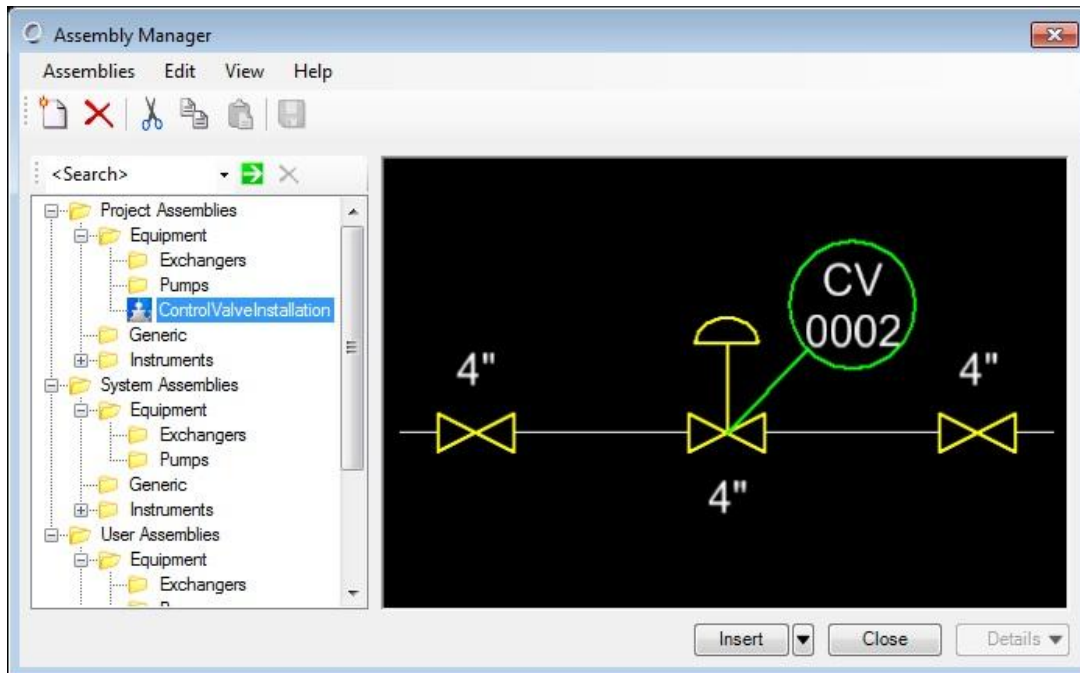 Assembly Manager
Assemblies Edit View Help
<Search>
Project Assemblies
Equipment
Exchangers
Pumps
ControlValveInstallation
Generic
Instruments
System Assemblies
Equipment
Exchangers
Pumps
Generic
Instruments
User Assemblies
Equipment
Exchangers
CV
0002
4"
4"
4"
Insert
Close
Details